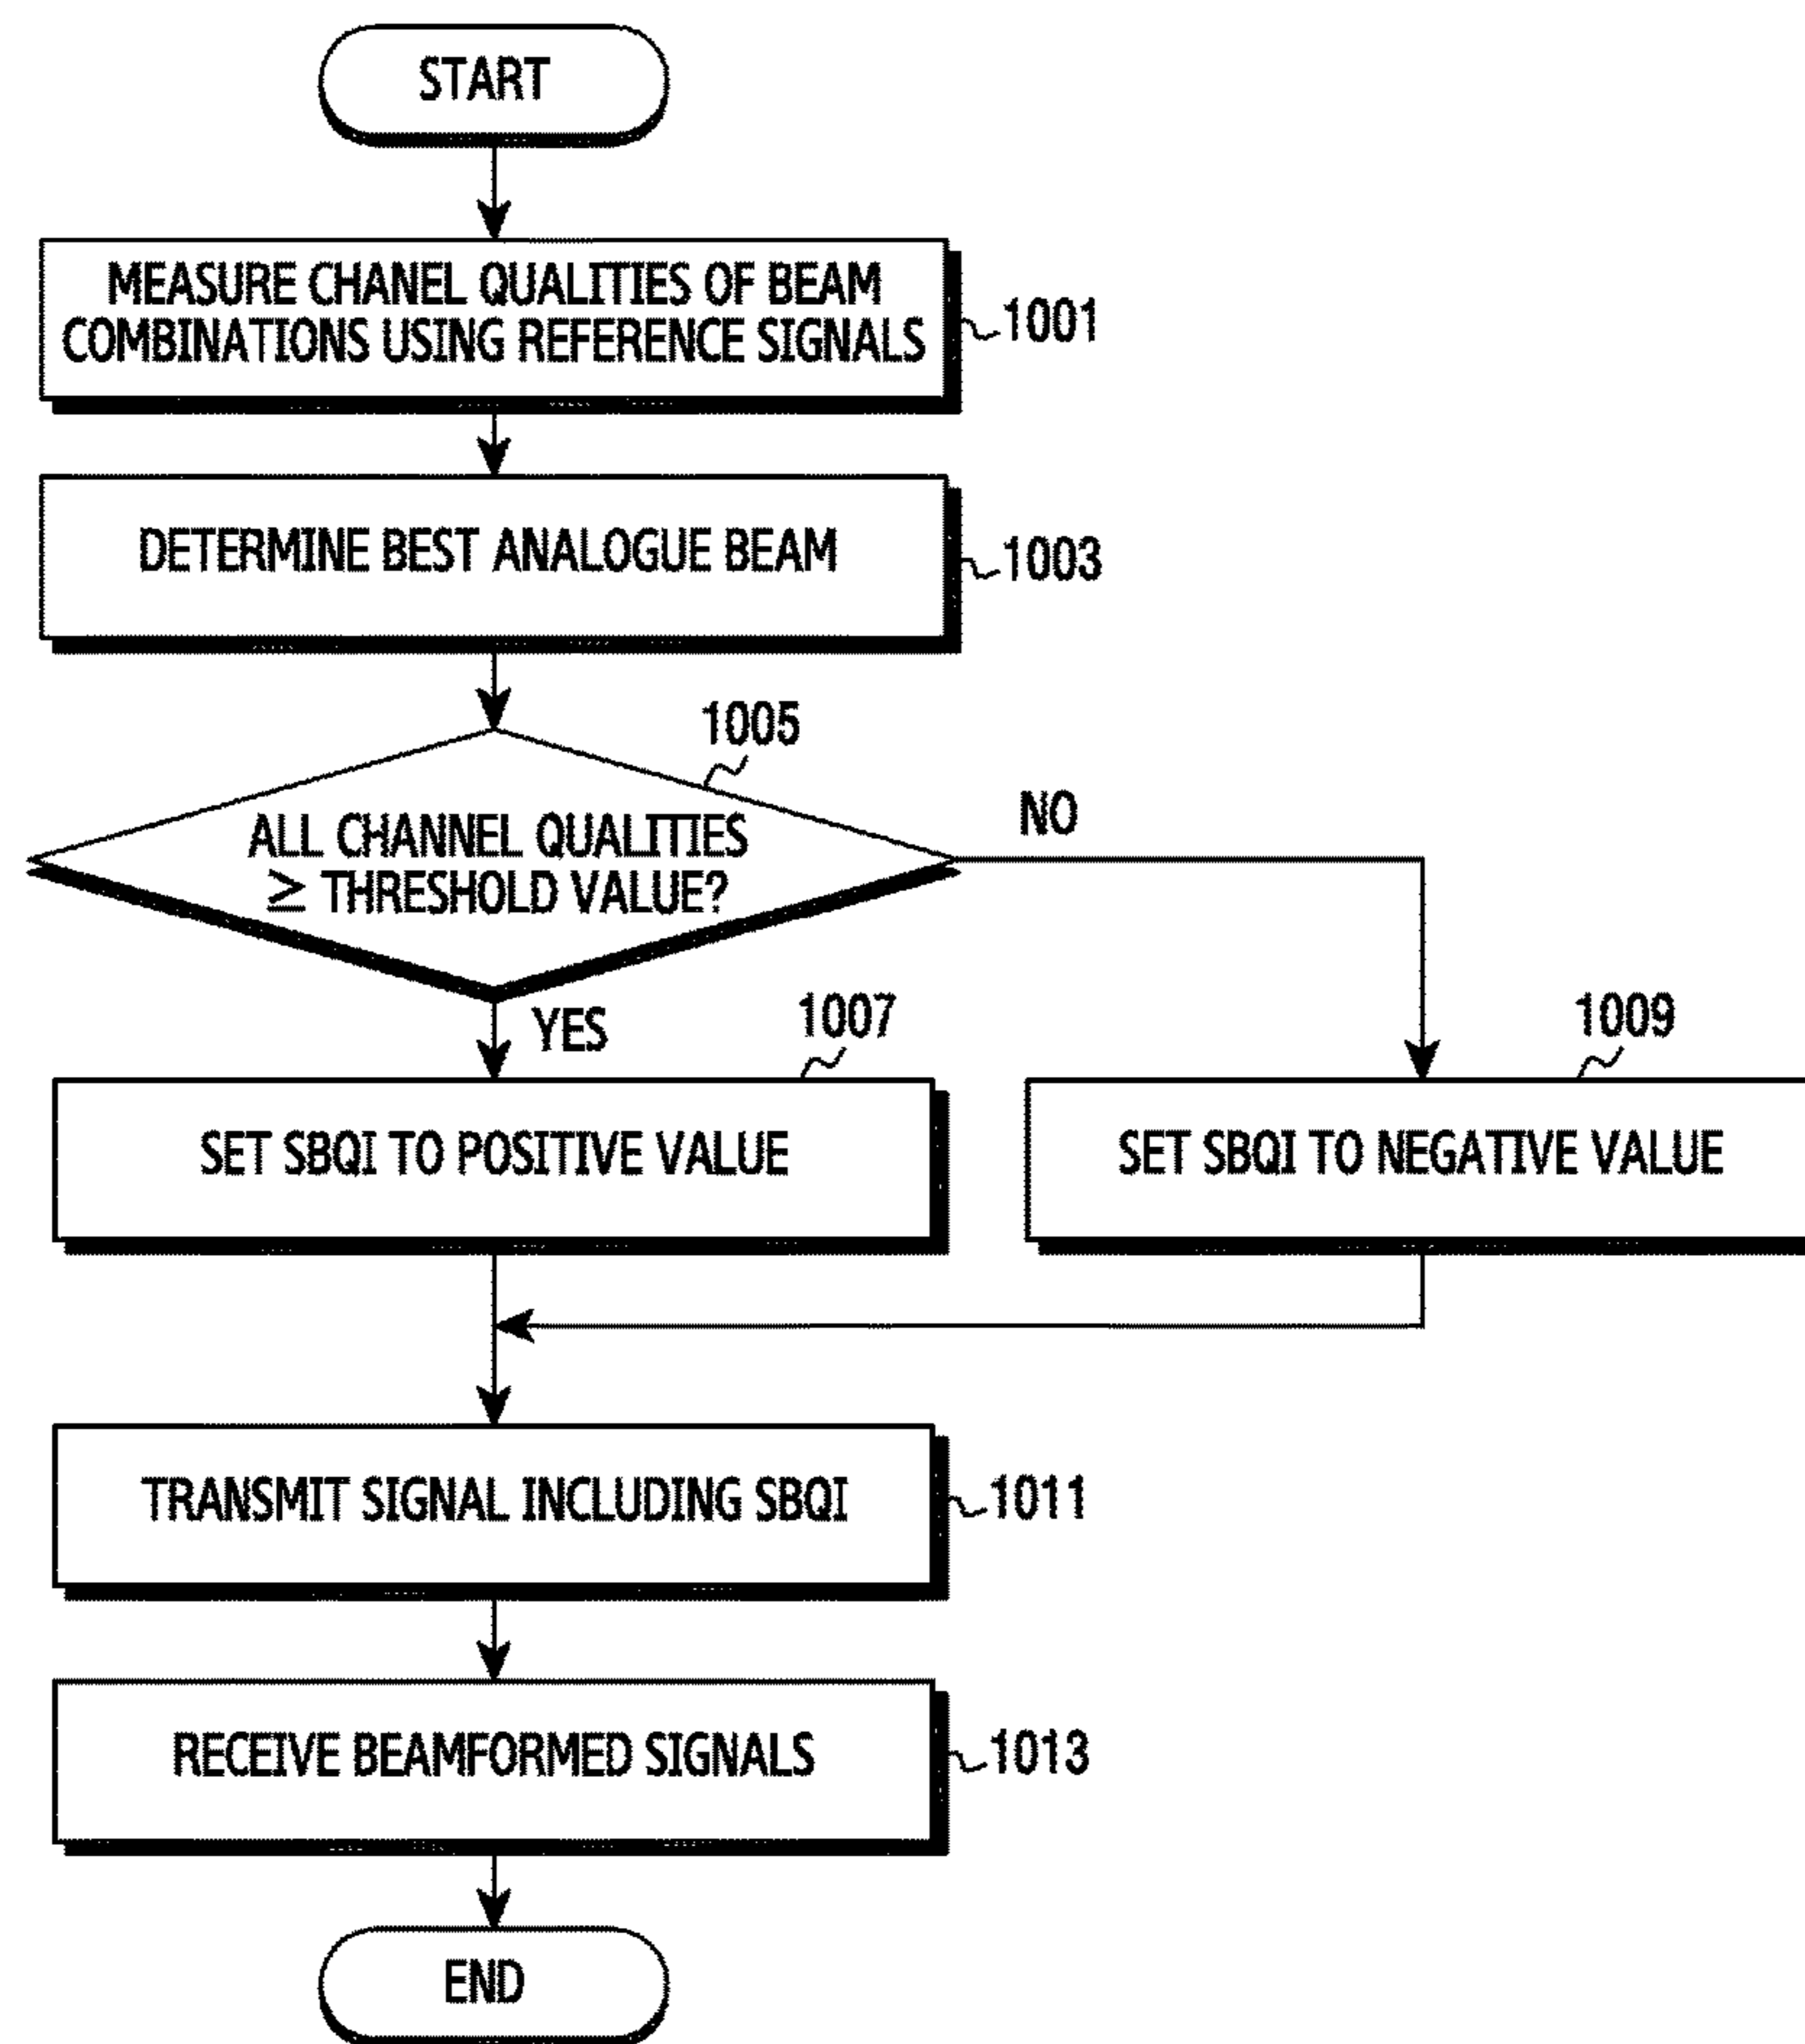 START
MEASURE CHANEL QUALITIES OF BEAM
COMBINATIONS USING REFERENCE SIGNALS
1001
DETERMINE BEST ANALOGUE BEAM
1003
1005
ALL CHANNEL QUALITIES
≥ THRESHOLD VALUE?
NO
YES
1007
1009
SET SBQI TO POSITIVE VALUE
SET SBQI TO NEGATIVE VALUE
TRANSMIT SIGNAL INCLUDING SBQI
1011
RECEIVE BEAMFORMED SIGNALS
1013
END